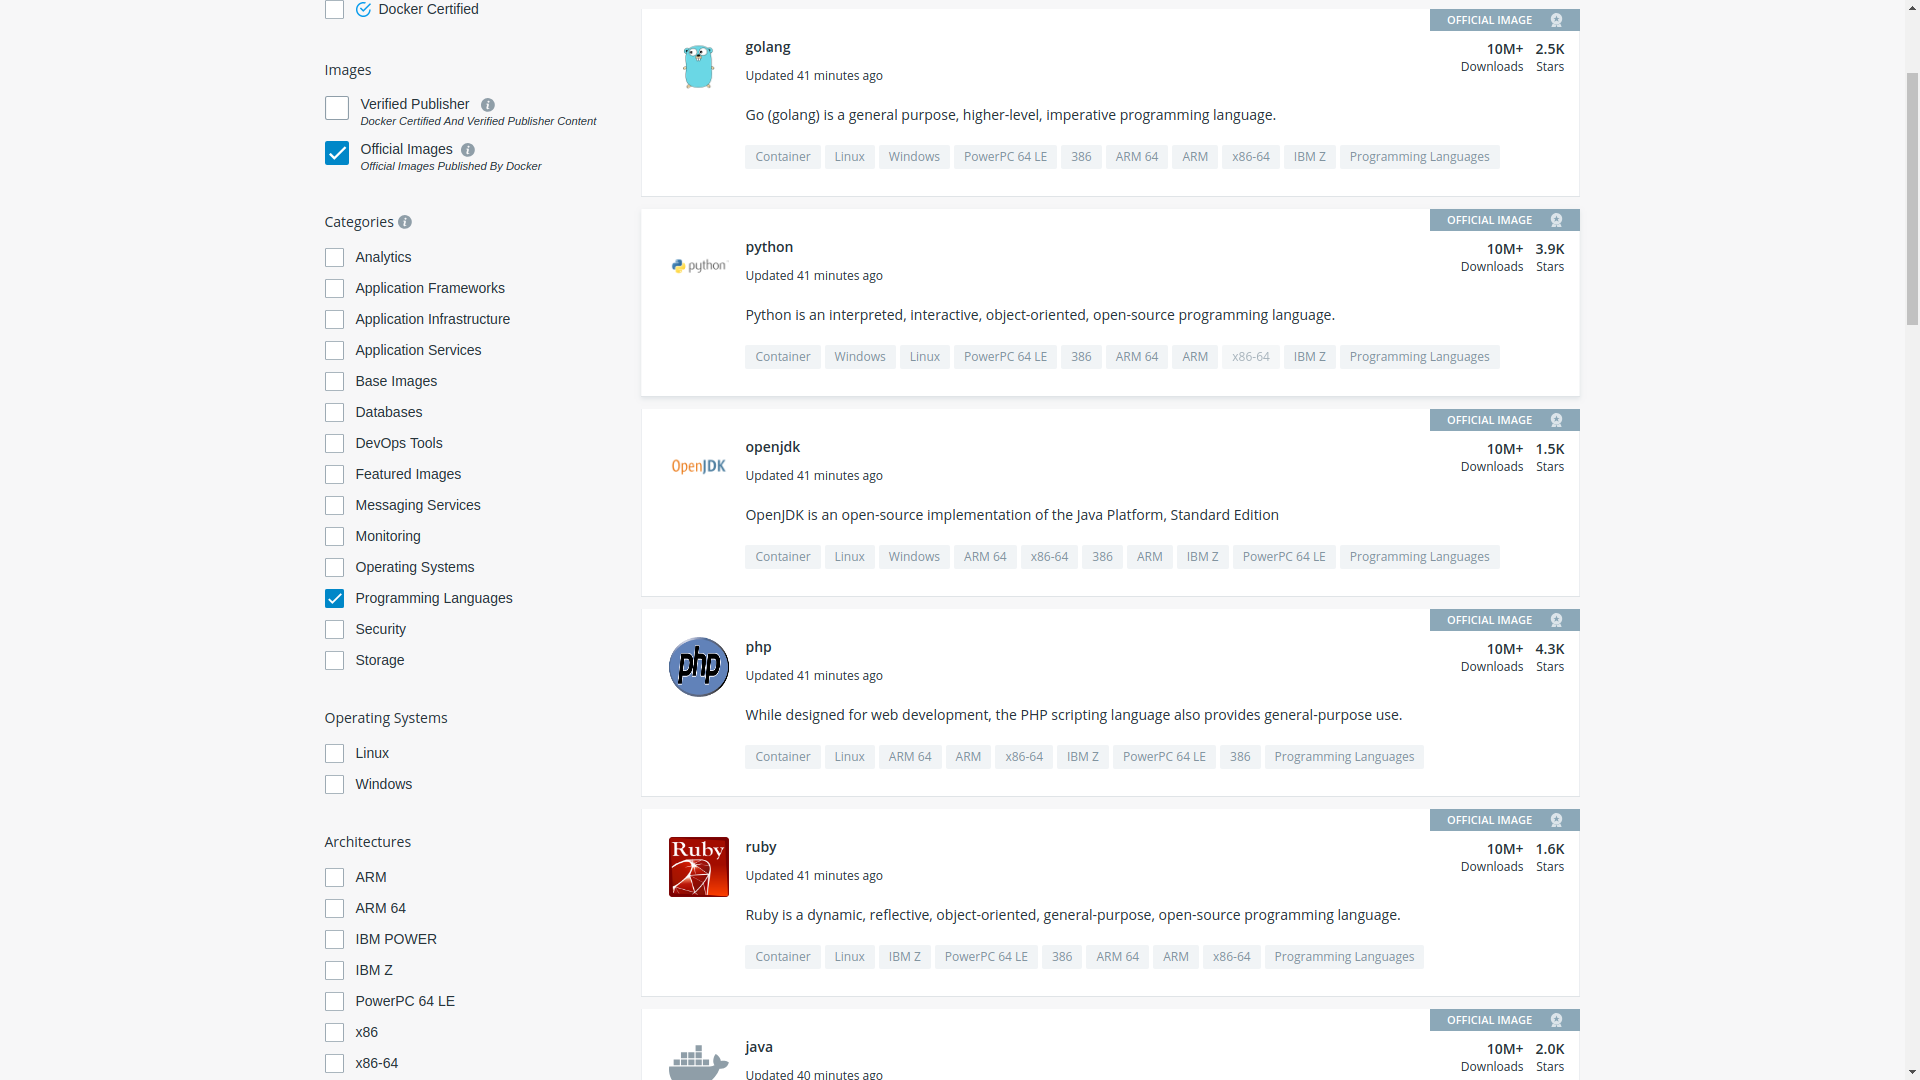 Docker Certified
Images
Verified Publisher
Docker Certified And Verified Publisher Content
Official Images
Official Images Published By Docker
Categories
Analytics
Application Frameworks
Application Infrastructure
Application Services
Base Images
Databases
DevOps Tools
Featured Images
Messaging Services
Monitoring
Operating Systems
Programming Languages
Security
Storage
Operating Systems
Linux
Windows
Architectures
ARM
ARM 64
IBM POWER
IBM Z
PowerPC 64 LE
x86
x86-64
OFFICIAL IMAGE
golang
10M+ 2.5K
Updated 41 minutes ago
Downloads Stars
Go (golang) is a general purpose, higher-level, imperative programming language.
Container Linux Windows PowerPC 64 LE 386 ARM 64 ARM x86-64 IBM Z Programming Languages
OFFICIAL IMAGE
python
python
10M+ 3.9K
Updated 41 minutes ago
Downloads Stars
Python is an interpreted, interactive, object-oriented, open-source programming language.
Container Windows Linux PowerPC 64 LE 386 ARM 64 ARM x86-64 IBM Z Programming Languages
OFFICIAL IMAGE
OpenJDK
openjdk
10M+ 1.5K
Updated 41 minutes ago
Downloads Stars
OpenJDK is an open-source implementation of the Java Platform, Standard Edition
Container Linux Windows ARM 64 x86-64 386 ARM IBM Z PowerPC 64 LE Programming Languages
OFFICIAL IMAGE
php
php
10M+ 4.3K
Updated 41 minutes ago
Downloads Stars
While designed for web development, the PHP scripting language also provides general-purpose use.
Container Linux ARM 64 ARM x86-64 IBM Z PowerPC 64 LE 386 Programming Languages
OFFICIAL IMAGE
Ruby
ruby
10M+ 1.6K
Updated 41 minutes ago
Downloads Stars
Ruby is a dynamic, reflective, object-oriented, general-purpose, open-source programming language.
Container Linux IBM Z PowerPC 64 LE 386 ARM 64 ARM x86-64 Programming Languages
OFFICIAL IMAGE
java
10M+ 2.0K
Updated 40 minutes ago
Downloads Stars